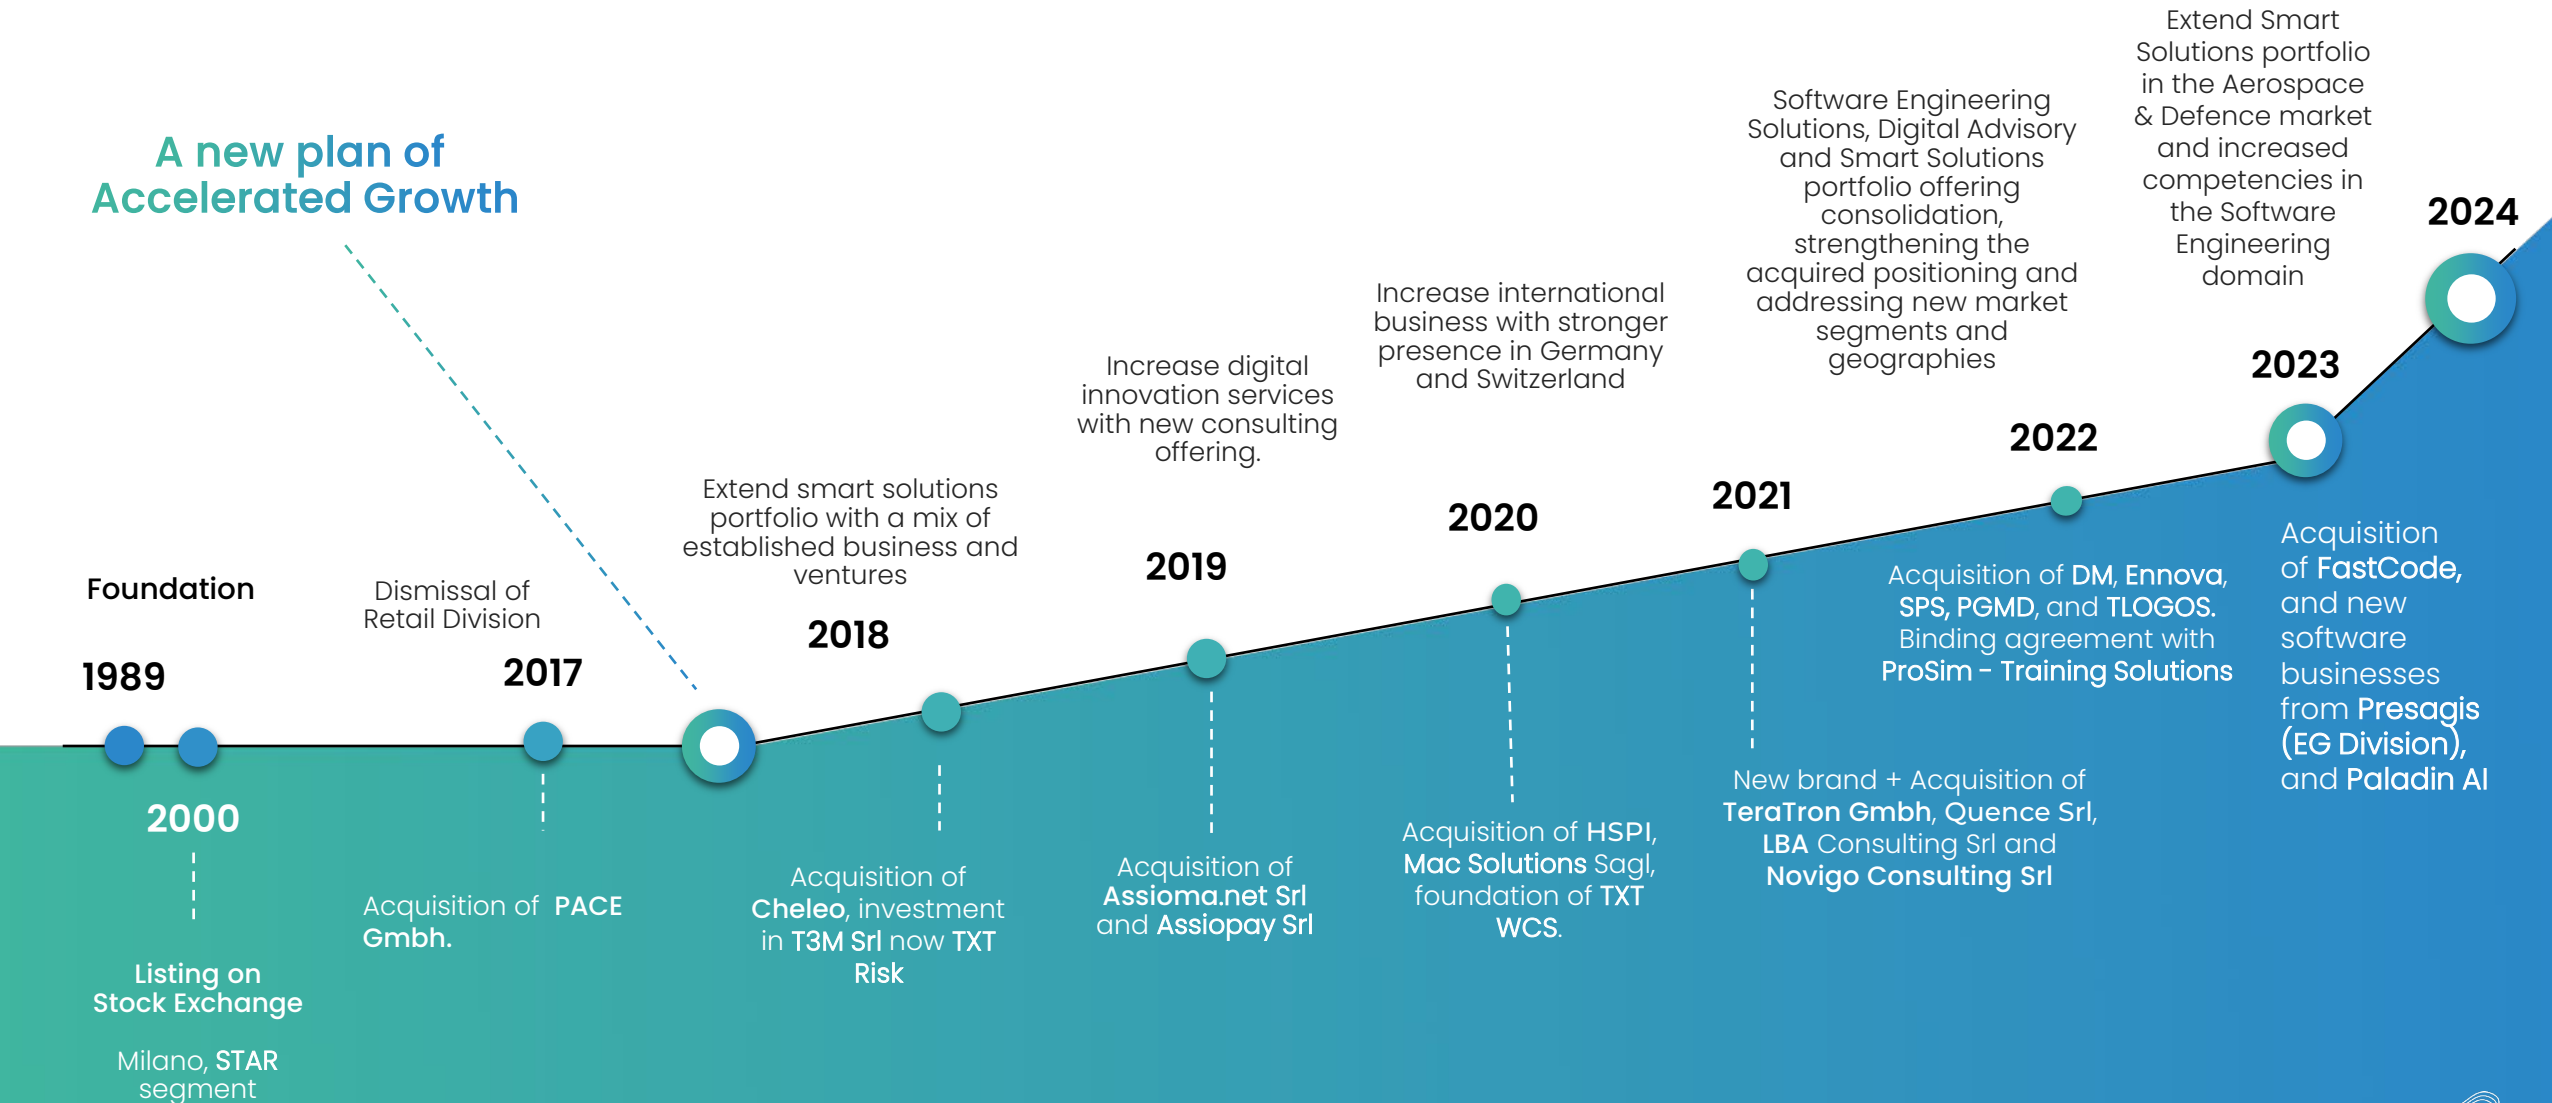 A new plan of
Accelerated Growth
Foundation
1989
2000
Listing on
Stock Exchange
Milano, STAR
segment
Dismissal of
Retail Division
2017
Acquisition of PACE
Gmbh.
Extend smart solutions
portfolio with a mix of
established business and
ventures
2018
Acquisition of
Cheleo, investment
in T3M Srl now TXT
Risk
Increase digital
innovation services
with new consulting
offering.
2019
Acquisition of
Assioma.net Srl
and Assiopay Srl
Increase international
business with stronger
presence in Germany
and Switzerland
2020
Acquisition of HSPI,
Mac Solutions Sagl,
foundation of TXT
WCS.
2021
New brand + Acquisition of
TeraTron Gmbh, Quence Srl,
LBA Consulting Srl and
Novigo Consulting Srl
Software Engineering
Solutions, Digital Advisory
and Smart Solutions
portfolio offering
consolidation,
strengthening the
acquired positioning and
addressing new market
segments and
geographies
2022
Acquisition of DM, Ennova,
SPS, PGMD, and TLOGOS.
Binding agreement with
ProSim - Training Solutions
Extend Smart
Solutions portfolio
in the Aerospace
& Defence market
and increased
competencies in
the Software
Engineering
domain
2023
Acquisition
of FastCode,
and new
software
businesses
from Presagis
(EG Division),
and Paladin AI
2024